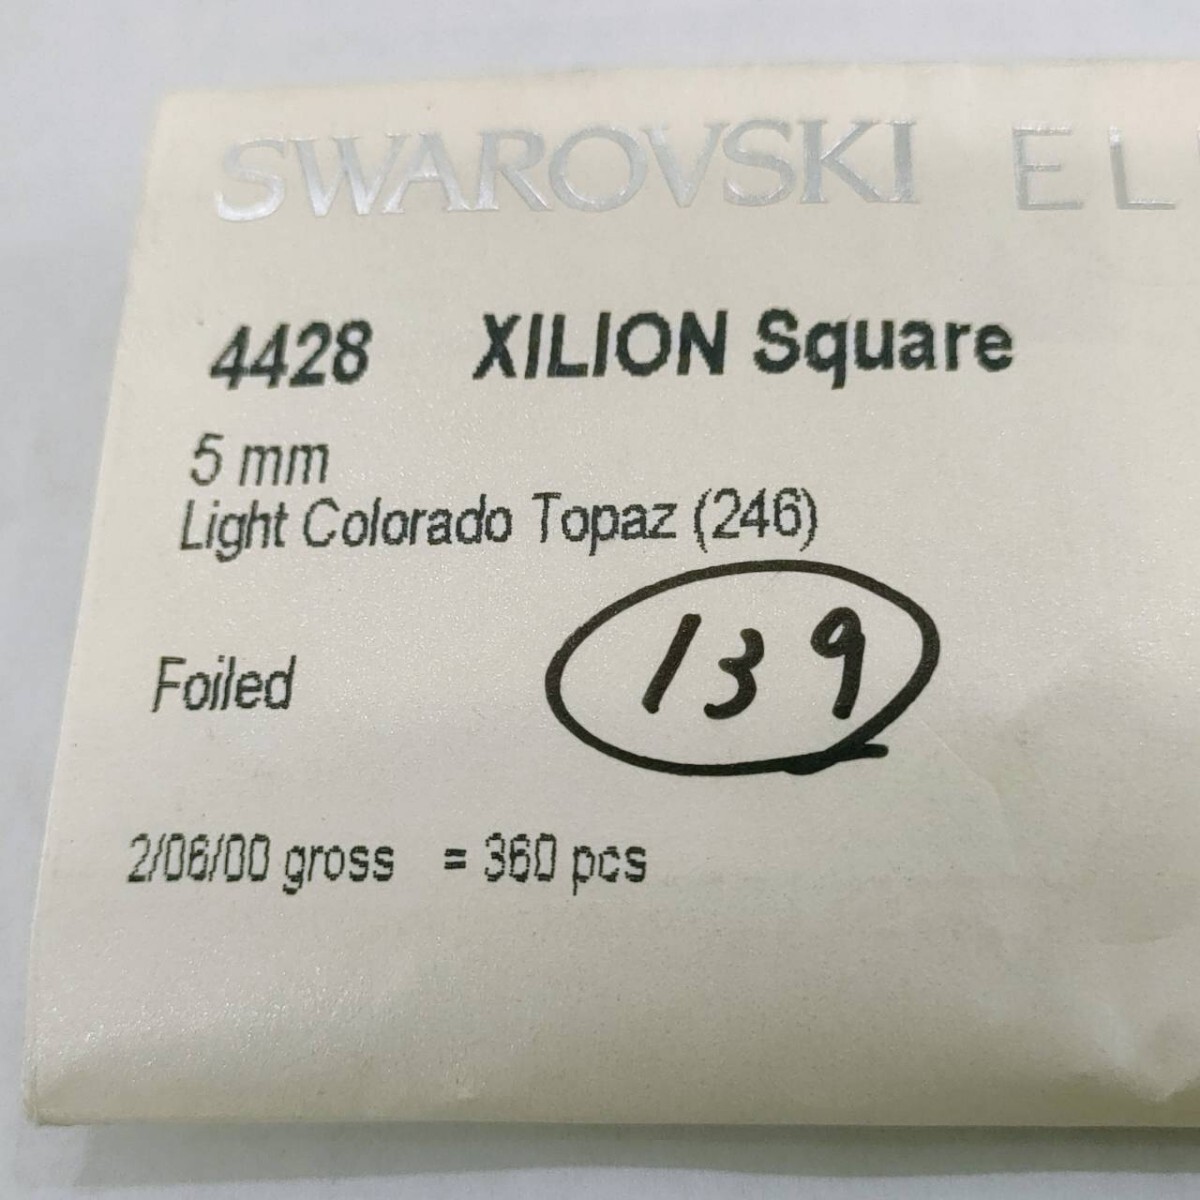 SWAROVSKI EL
4428 XILION Square
5 mm
Light Colorado Topaz (246)
139
Foiled
2/06/00 gross = 360 pcs